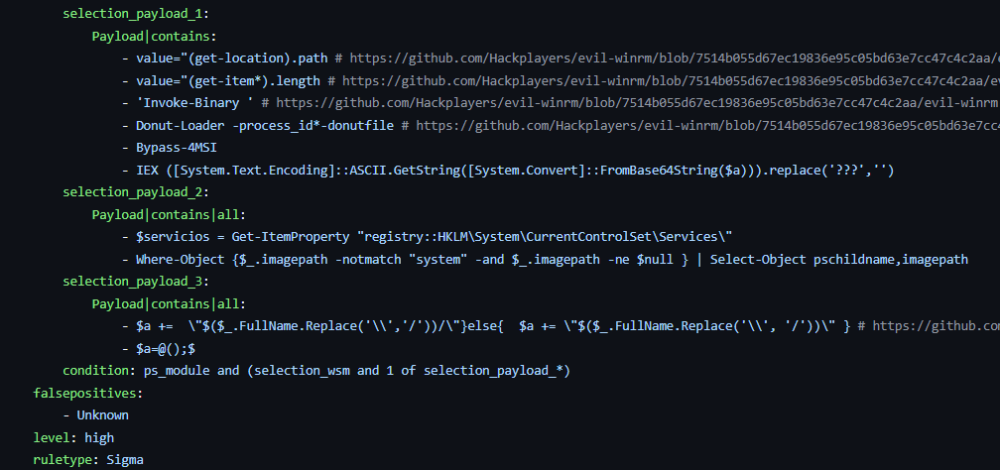 selection_payload_1:
Payload|contains:
- value="(get-location).path # https://github.com/Hackplayers/evil-winrm/blob/7514b055d67ec19836e95c05bd63e7cc47c4c2aa/evi
- value="(get-item*).length # https://github.com/Hackplayers/evil-winrm/blob/7514b055d67ec19836e95c05bd63e7cc47c4c2aa/ev
- 'Invoke-Binary ' # https://github.com/Hackplayers/evil-winrm/blob/7514b055d67ec19836e95c05bd63e7cc47c4c2aa/evil-winrm
- Donut-Loader -process_id*-donutfile # https://github.com/Hackplayers/evil-winrm/blob/7514b055d67ec19836e95c05bd63e7cc4
- Bypass-4MSI
- IEX ([System.Text.Encoding]::ASCII.GetString([System.Convert]::FromBase64String($a))).replace('???','')
selection_payload_2:
Payload|contains|all:
- $servicios = Get-ItemProperty "registry::HKLM\System\CurrentControlSet\Services\"
- Where-Object {$_.imagepath -notmatch "system" -and $_.imagepath -ne $null } | Select-Object pschildname,imagepath
selection_payload_3:
Payload|contains|all:
- $a +=  \"$($_.FullName.Replace('\\','/'))/\"}else{  $a += \"$($_.FullName.Replace('\\', '/'))\" } # https://github.co
- $a=@();$
condition: ps_module and (selection_wsm and 1 of selection_payload_*)
falsepositives:
- Unknown
level: high
ruletype: Sigma